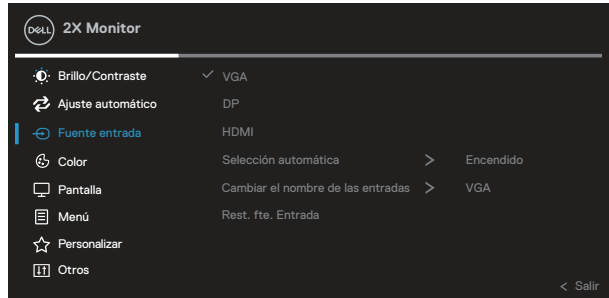 DELL 2X Monitor
Brillo/Contraste VGA
Ajuste automático DP
Fuente entrada HDMI
Color Selección automática > Encendido
Pantalla Cambiar el nombre de las entradas > VGA
Menú Rest. fte. Entrada
Personalizar
Otros
< Salir